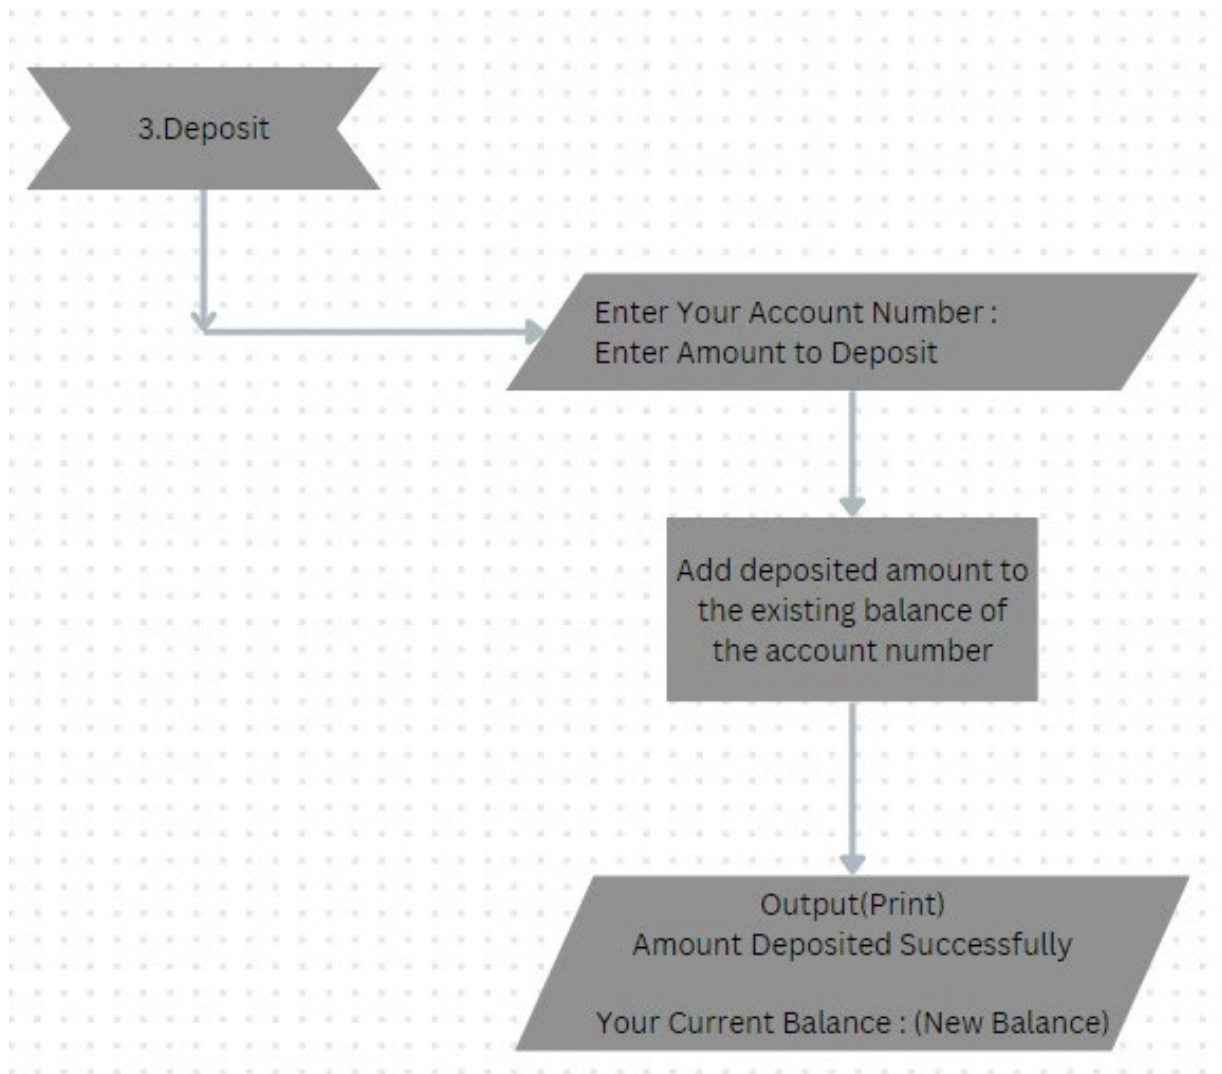 3.Deposit
Enter Your Account Number :
Enter Amount to Deposit
Add deposited amount to
the existing balance of
the account number
Output(Print)
Amount Deposited Successfully
Your Current Balance : (New Balance)